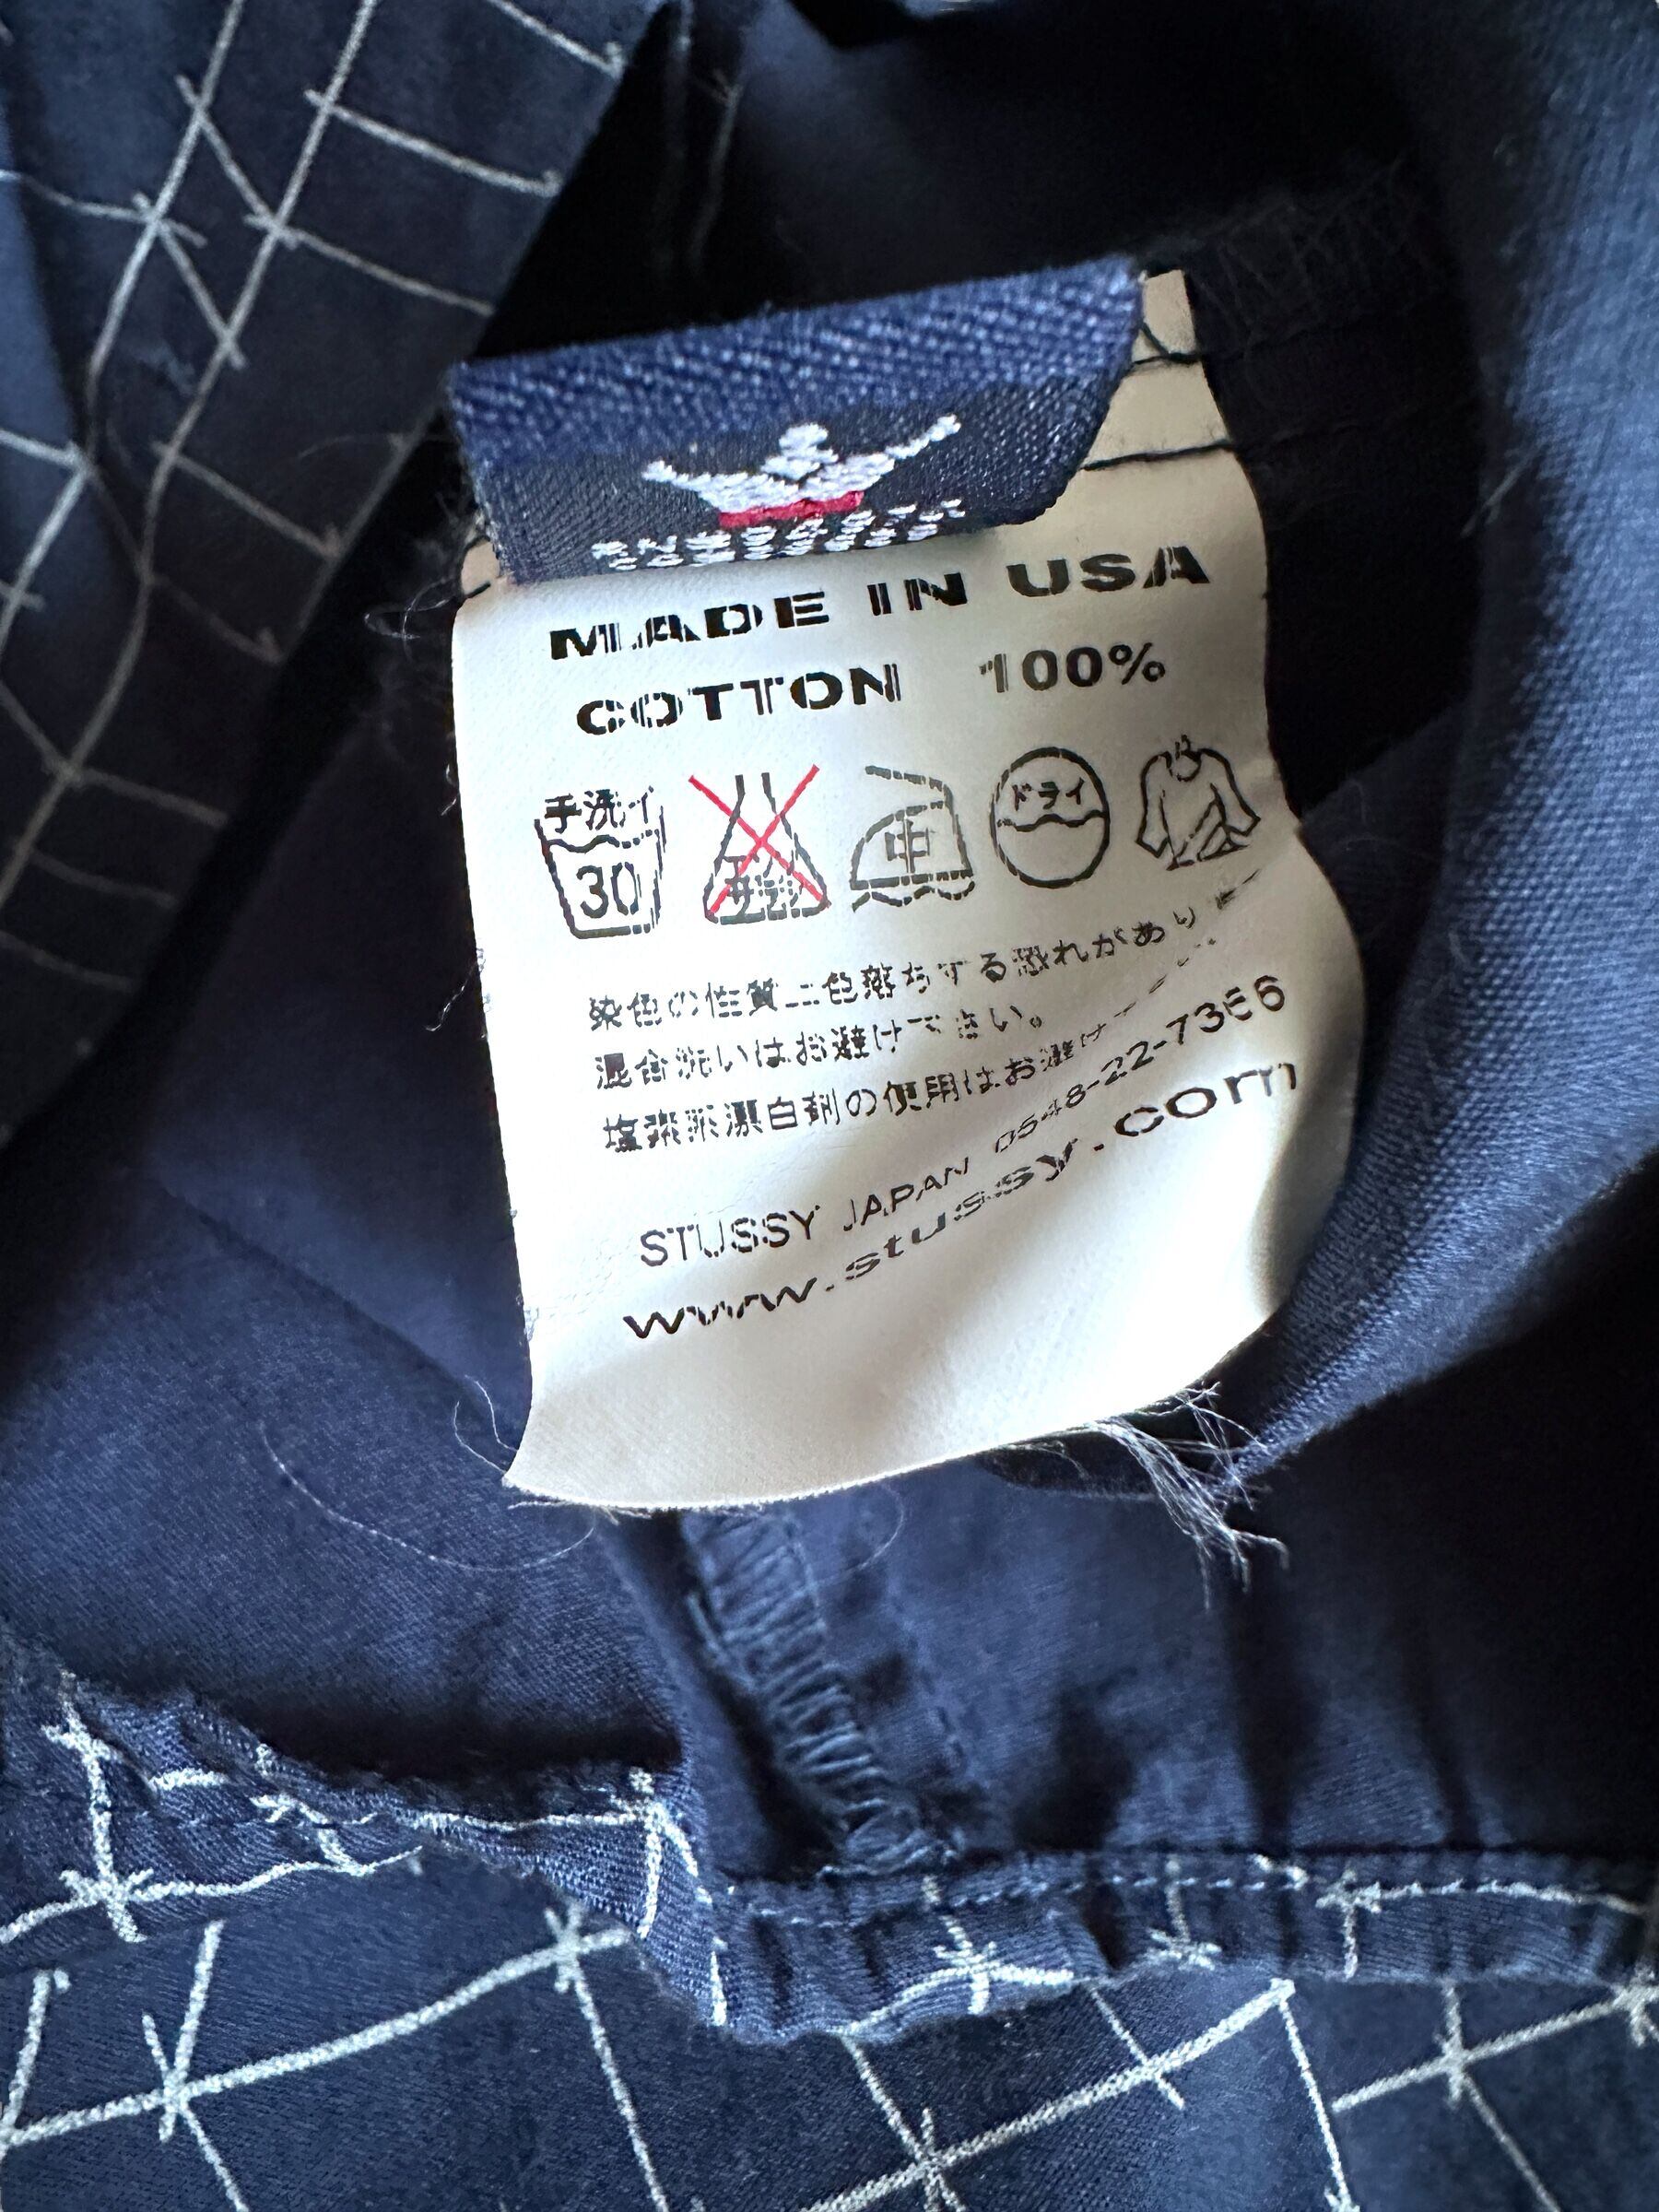 MADE IN USA
COTTON 100%
手洗イ
30
中
ドライ
染色の性質上色落ちする恐れがあり
混合洗いはお避け下さい。
塩素系漂白剤の使用はお避け
STUSSY JAPAN 0548-22-7366
www.stussy.com